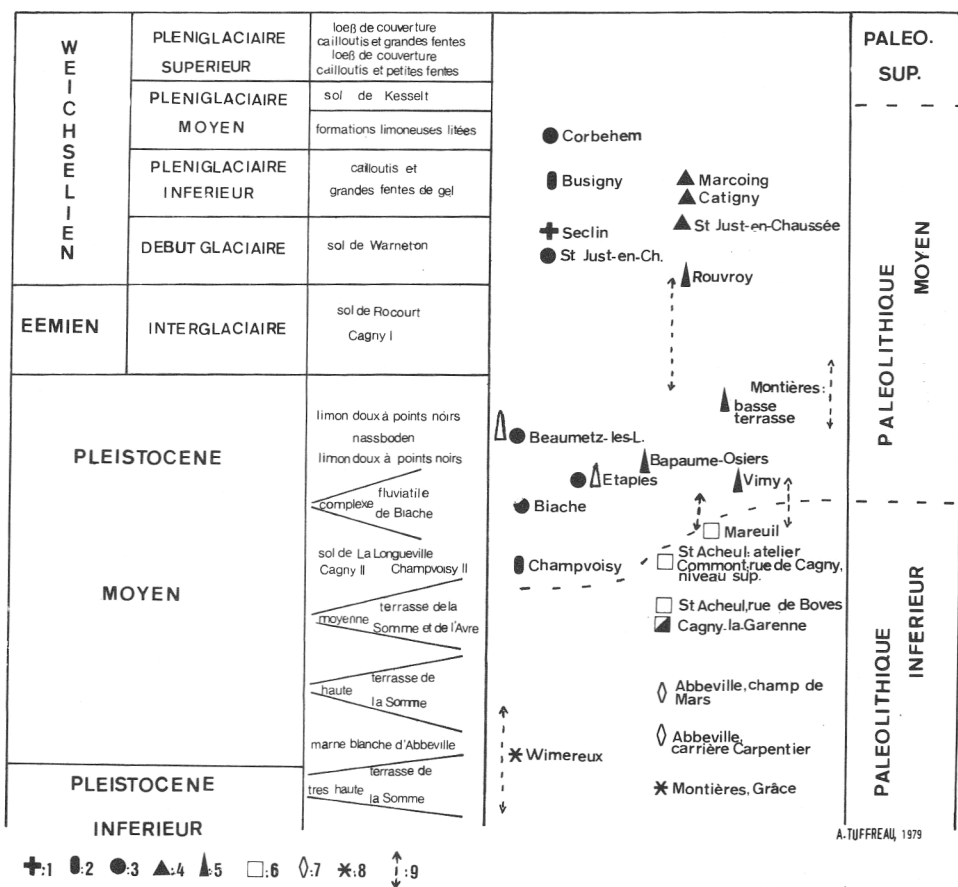 WEICHSELIEN
PLENIGLACIAIRE
SUPERIEUR
loeß de couverture
cailloutis et grandes fentes
loeß de couverture
cailloutis et petites fentes
PLENIGLACIAIRE
MOYEN
sol de Kesselt
formations limoneuses litées
PLENIGLACIAIRE
INFERIEUR
cailloutis et
grandes fentes de gel
DEBUT GLACIAIRE
sol de Warneton
EEMIEN
INTERGLACIAIRE
sol de Rocourt
Cagny I
PLEISTOCENE
MOYEN
limon doux à points noirs
nassboden
limon doux à points noirs
complexe fluviatile
de Biache
sol de La Longueville
Cagny II Champvoisy II
moyenne terrasse de la
Somme et de l'Avre
haute terrasse de
la Somme
marne blanche d'Abbeville
PLEISTOCENE
INFERIEUR
tres haute terrasse de
la Somme
Corbehem
Busigny
Marcoing
Catigny
Seclin
St Just-en-Chaussée
St Just-en-Ch.
Rouvroy
Montières:
basse
terrasse
Beaumetz-les-L.
Bapaume-Osiers
Etaples
Vimy
Biache
Mareuil
Champvoisy
St Acheul: atelier
Commont: rue de Cagny,
niveau sup.
St Acheul, rue de Boves
Cagny-la-Garenne
Abbeville, champ de
Mars
Abbeville,
carrière Carpentier
Wimereux
Montières, Grâce
PALEO.
SUP.
PALEOLITHIQUE
MOYEN
PALEOLITHIQUE
INFERIEUR
A. TUFFREAU, 1979
:1 :2 :3 :4 :5 :6 :7 :8 :9